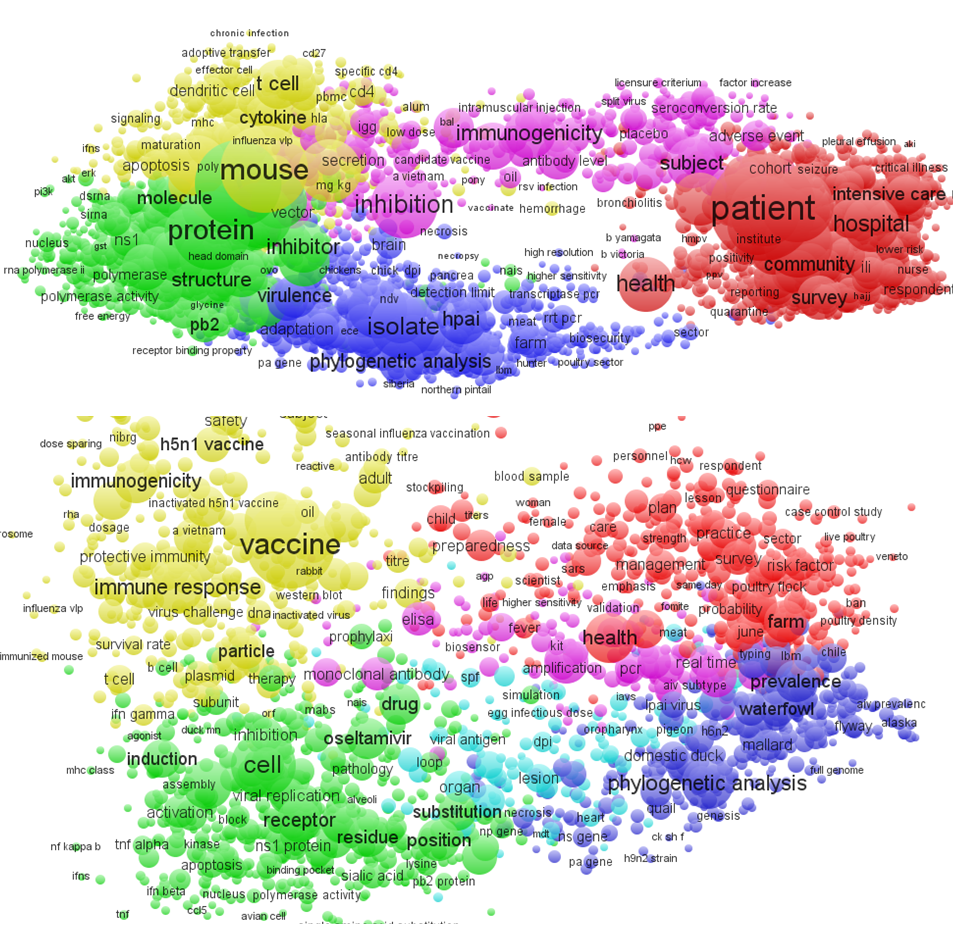 chronic infection
adoptive transfer
cd27
effector cell
t cell
specific cd4
dendritic cell
pbmc
cd4
licensure criterium
factor increase
alum
intramuscular injection
split virus
seroconversion rate
signaling
mhc
cytokine
hla
igg
low dose
bal
immunogenicity
placebo
adverse event
ifns
maturation
influenza vlp
pleural effusion
aki
apoptosis
poly
mouse
secretion
candidate vaccine
antibody level
subject
cohort
seizure
critical illness
pi3k
akt
erk
a vietnam
pony
oil
rsv infection
mg kg
dsrna
molecule
intensive care
sirna
vector
inhibition
vaccinate
hemorrhage
bronchiolitis
patient
hospital
nucleus
gst
ns1
protein
necrosis
b yamagata
hmpv
institute
head domain
inhibitor
brain
necropsy
high resolution
b victoria
positivity
lower risk
rna polymerase ii
polymerase
structure
ovo
chickens
chick dpi
pancrea
nais
higher sensitivity
health
ppv
community
ili
nurse
polymerase activity
glycine
virulence
ndv
detection limit
transcriptase pcr
reporting
survey
hajj
respondent
free energy
pb2
adaptation
ece
isolate
hpai
meat
rrt pcr
quarantine
receptor binding property
farm
biosecurity
sector
pa gene
phylogenetic analysis
lbm
hunter
poultry sector
siberia
northern pintail
safety
subject
dose sparing
nibrg
h5n1 vaccine
seasonal influenza vaccination
ppe
reactive
antibody titre
personnel
hcw
respondent
immunogenicity
adult
stockpiling
blood sample
lesson
questionnaire
rha
inactivated h5n1 vaccine
oil
woman
plan
case control study
rosome
dosage
a vietnam
child
titers
female
care
strength
practice
sector
live poultry
protective immunity
vaccine
preparedness
data source
survey
veneto
titre
sars
management
risk factor
rabbit
agp
scientist
emphasis
same day
poultry flock
immune response
western blot
findings
life
higher sensitivity
validation
fomite
ban
influenza vlp
virus challenge dna
inactivated virus
elisa
fever
probability
farm
poultry density
survival rate
prophylaxi
biosensor
kit
health
meat
june
immunized mouse
particle
typing
lbm
chile
b cell
t cell
plasmid
therapy
monoclonal antibody
spf
amplification
pcr
real time
prevalence
subunit
nais
drug
simulation
iavs
aiv subtype
lpai virus
waterfowl
aiv prevalenc
ifn gamma
orf
mabs
egg infectious dose
duck mn
oropharynx
pigeon
h6n2
flyway
alaska
agonist
inhibition
oseltamivir
viral antigen
dpi
mallard
induction
cell
pathology
loop
domestic duck
mhc class
lesion
full genome
assembly
organ
phylogenetic analysis
viral replication
alveoli
activation
block
receptor
substitution
necrosis
heart
quail
genesis
nf kappa b
tnf alpha
kinase
ns1 protein
residue
position
np gene
mdt
ns gene
ck sh f
apoptosis
binding pocket
lysine
pa gene
h9n2 strain
ifns
ifn beta
nucleus
polymerase activity
sialic acid
pb2 protein
tnf
ccl5
avian cell